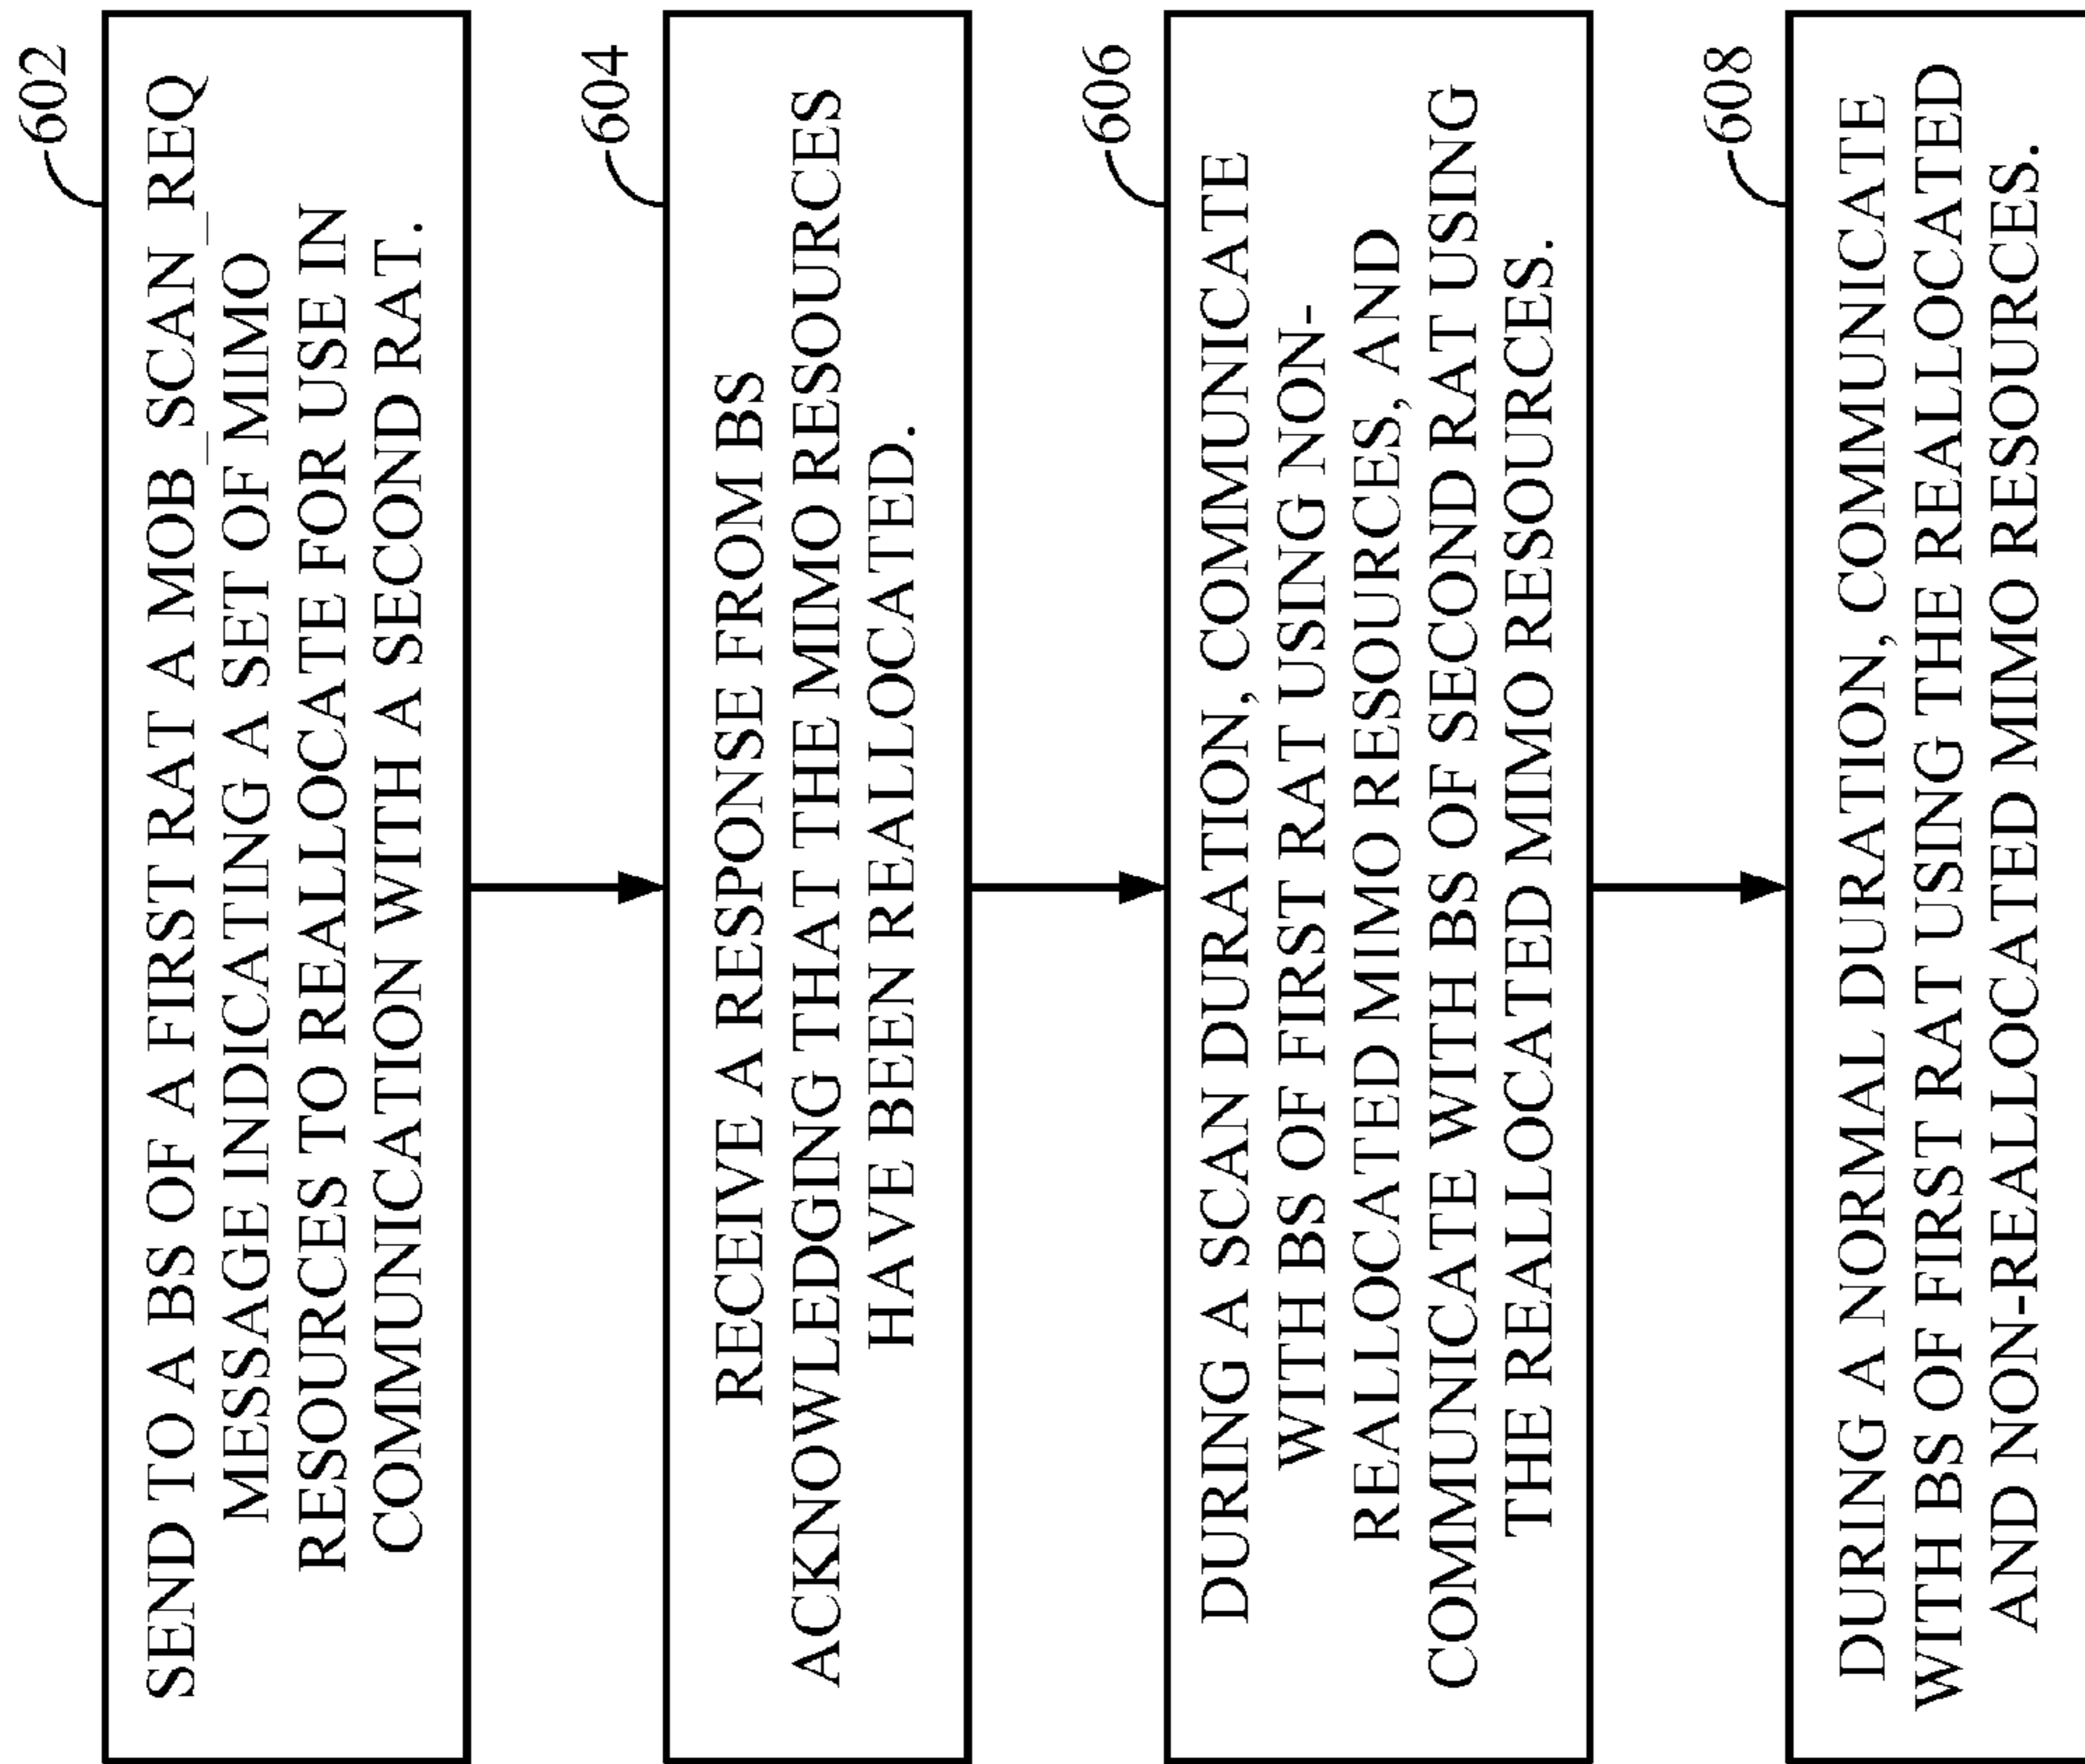 602
SEND TO A BS OF A FIRST RAT A MOB_SCAN_REQ
MESSAGE INDICATING A SET OF MIMO
RESOURCES TO REALLOCATE FOR USE IN
COMMUNICATION WITH A SECOND RAT.
604
RECEIVE A RESPONSE FROM BS
ACKNOWLEDGING THAT THE MIMO RESOURCES
HAVE BEEN REALLOCATED.
606
DURING A SCAN DURATION, COMMUNICATE
WITH BS OF FIRST RAT USING NON-
REALLOCATED MIMO RESOURCES, AND
COMMUNICATE WITH BS OF SECOND RAT USING
THE REALLOCATED MIMO RESOURCES.
608
DURING A NORMAL DURATION, COMMUNICATE
WITH BS OF FIRST RAT USING THE REALLOCATED
AND NON-REALLOCATED MIMO RESOURCES.